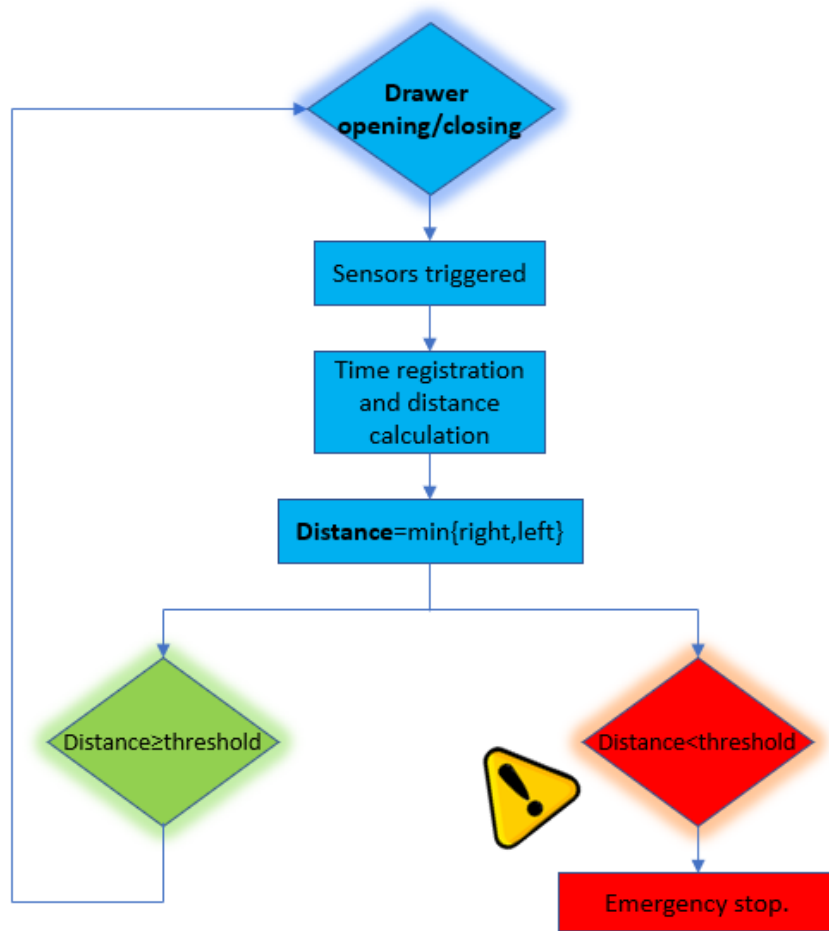 Drawer
opening/closing
Sensors triggered
Time registration
and distance
calculation
Distance=min{right,left}
Distance≥threshold
Distance<threshold
Emergency stop.